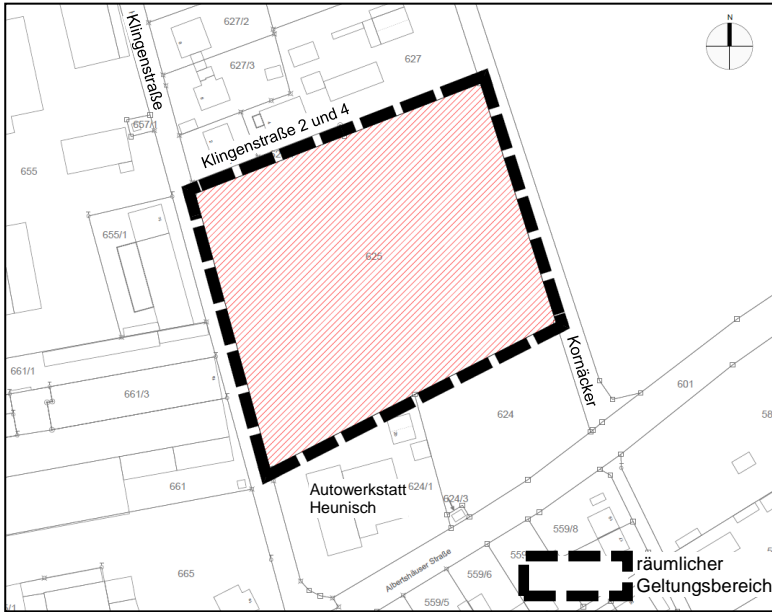 N
627/2
627/3
627
Klingenstraße
657/1
Klingenstraße 2 und 4
655
655/1
625
661/1
661/3
Kornäcker
601
624
661
Autowerkstatt
Heunisch
624/1
624/3
559/8
Albertshäuser Straße
räumlicher
Geltungsbereich
665
559/6
559/5